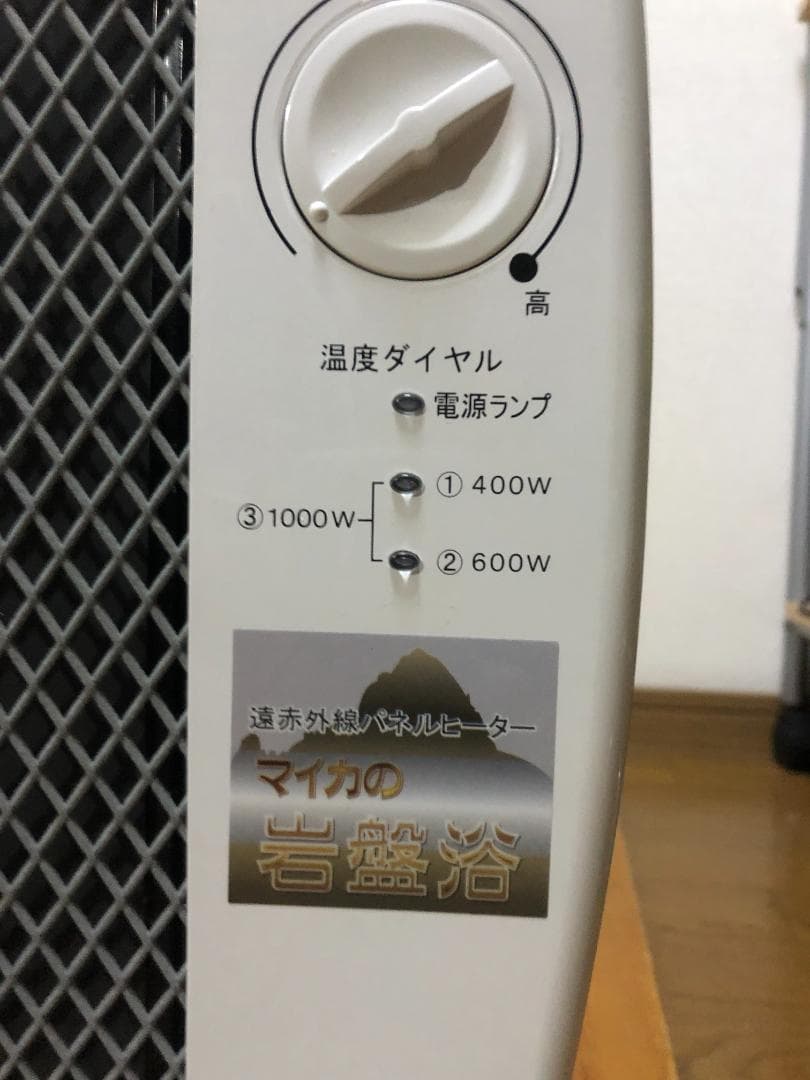 高
温度ダイヤル
電源ランプ
① 400W
③1000W
② 600W
遠赤外線パネルヒーター
マイカの
岩盤浴